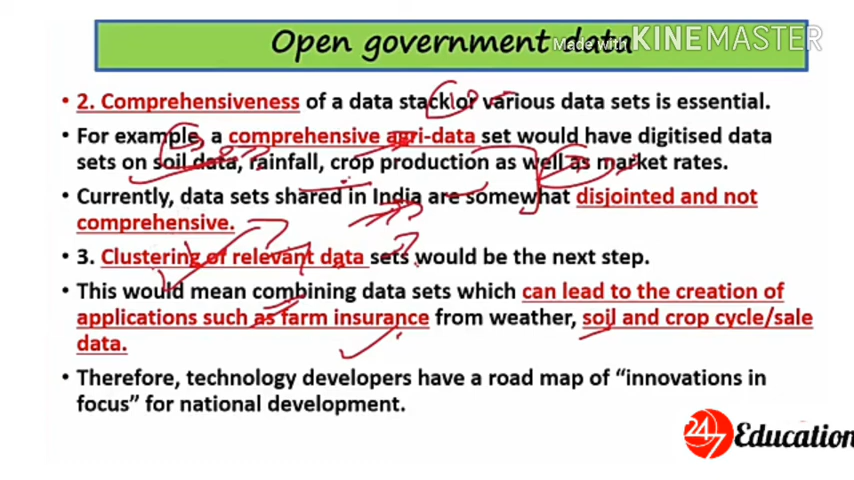 Open government data
Made with KINEMASTER
• 2. Comprehensiveness of a data stack or various data sets is essential.
• For example, a comprehensive agri-data set would have digitised data
sets on soil data, rainfall, crop production as well as market rates.
• Currently, data sets shared in India are somewhat disjointed and not
comprehensive.
• 3. Clustering of relevant data sets would be the next step.
• This would mean combining data sets which can lead to the creation of
applications such as farm insurance from weather, soil and crop cycle/sale
data.
• Therefore, technology developers have a road map of “innovations in
focus” for national development.
24/7 Education